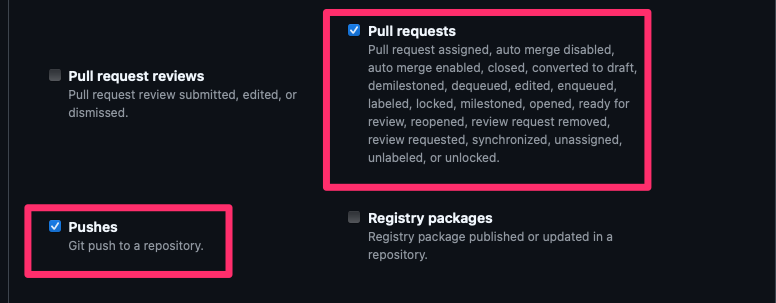 Pull requests
Pull request assigned, auto merge disabled,
auto merge enabled, closed, converted to draft,
demilestoned, dequeued, edited, enqueued,
labeled, locked, milestoned, opened, ready for
review, reopened, review request removed,
review requested, synchronized, unassigned,
unlabeled, or unlocked.
Pull request reviews
Pull request review submitted, edited, or
dismissed.
Pushes
Git push to a repository.
Registry packages
Registry package published or updated in a
repository.